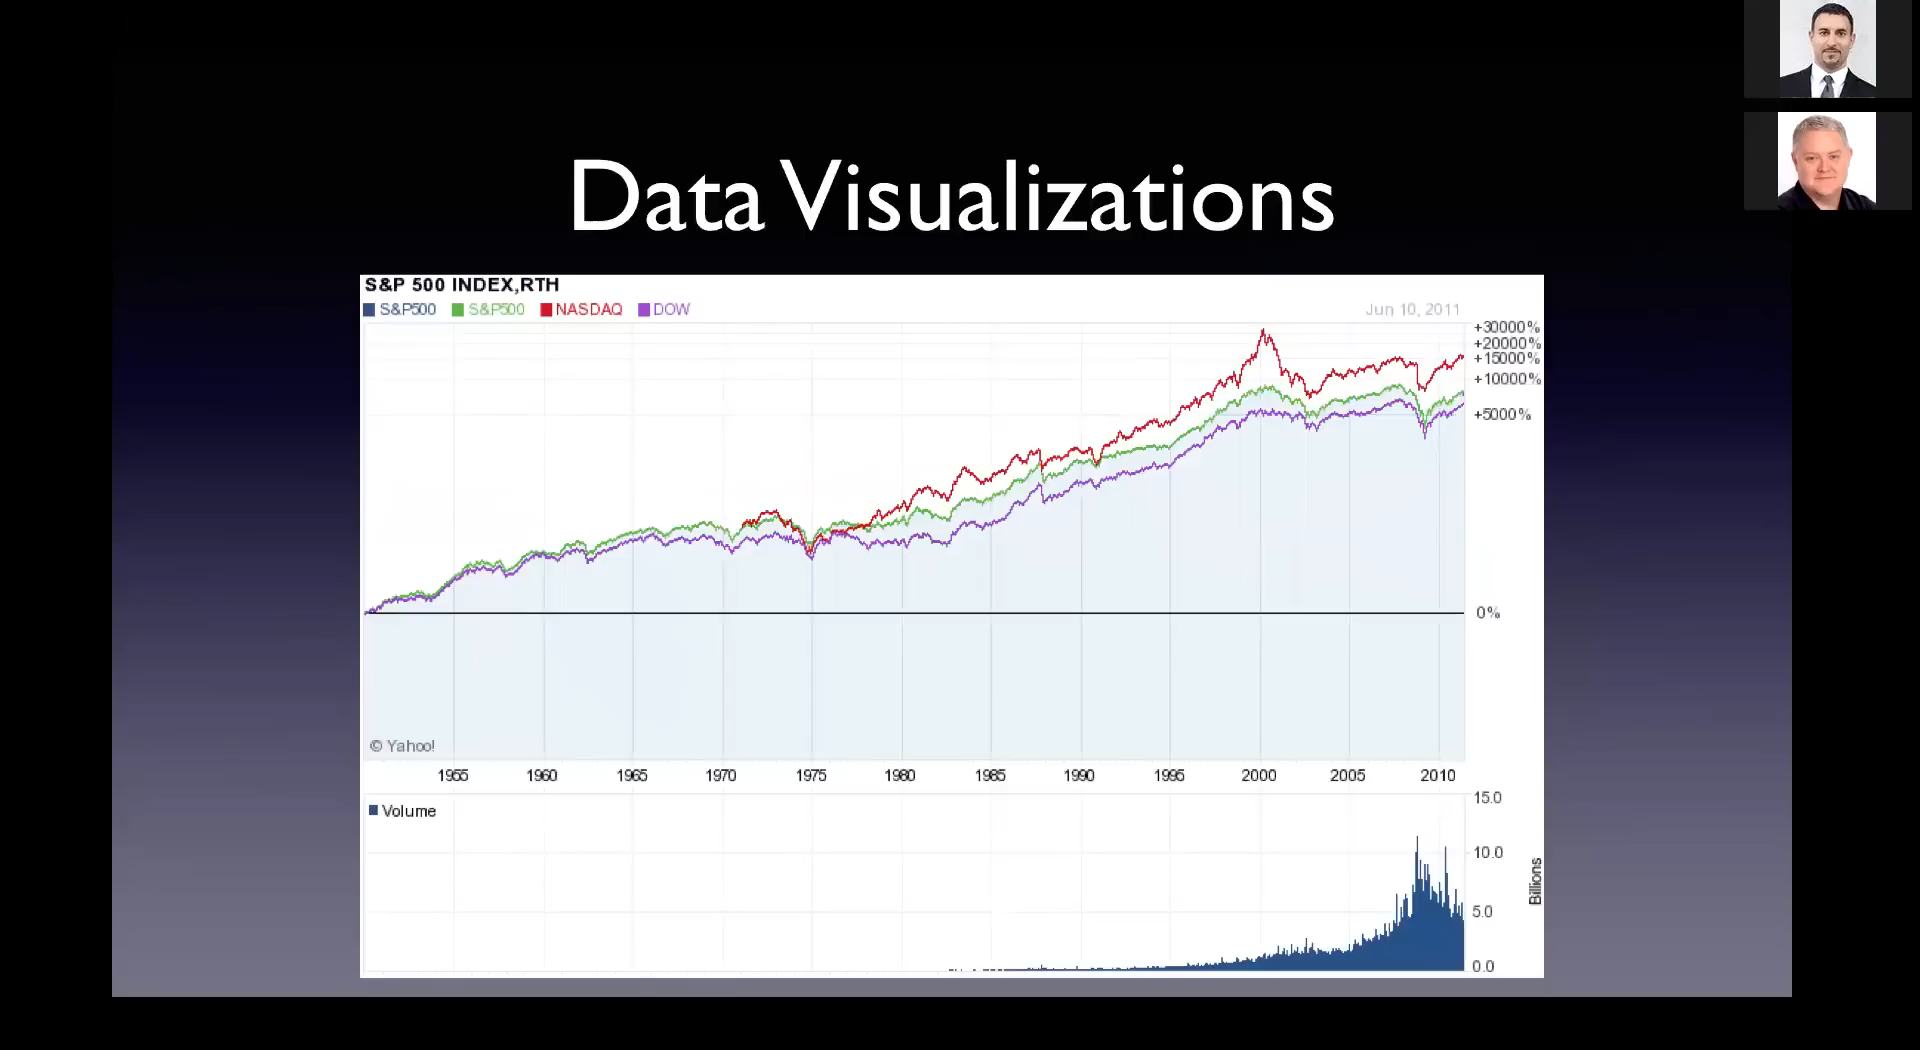 Data Visualizations
S&P 500 INDEX,RTH
S&P500 S&P500 NASDAQ DOW
Jun 10, 2011
+30000%
+20000%
+15000%
+10000%
+5000%
0%
© Yahoo!
1955 1960 1965 1970 1975 1980 1985 1990 1995 2000 2005 2010
Volume
15.0
10.0
5.0
0.0
Billions